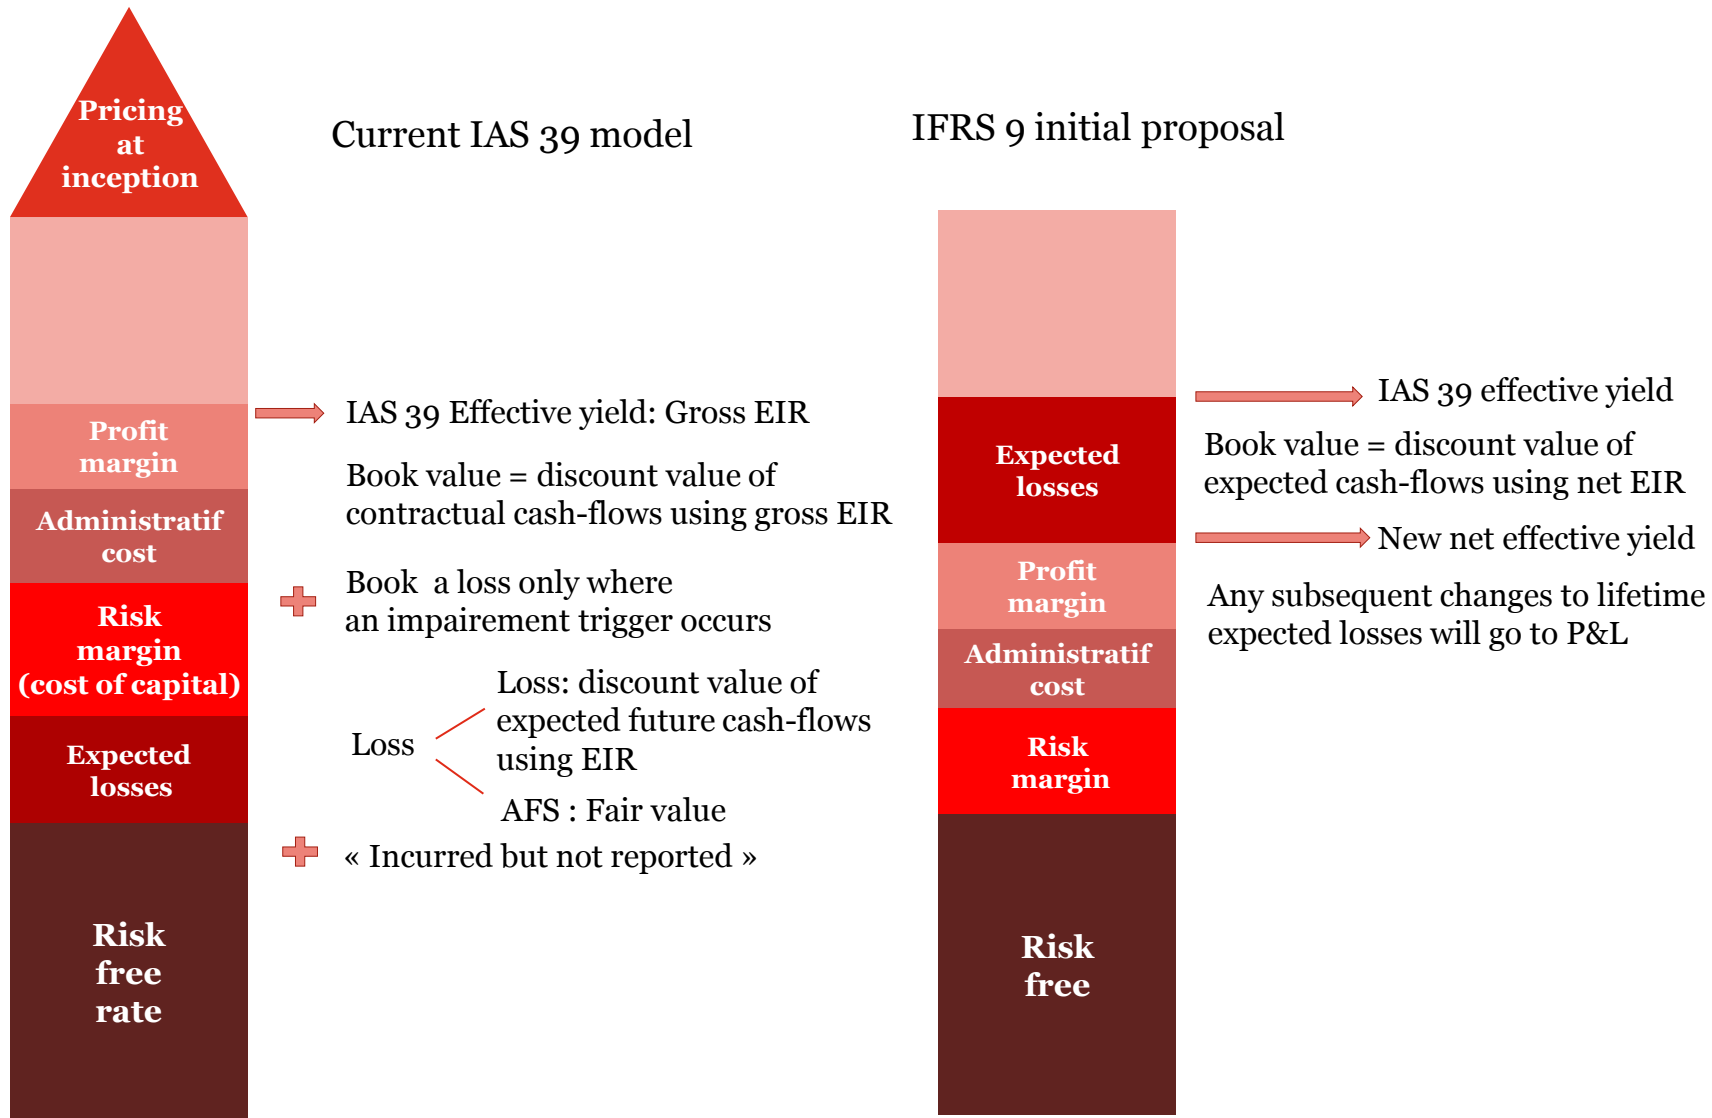 Pricing
at
inception
Current IAS 39 model
IFRS 9 initial proposal
Profit
margin
Administratif
cost
Risk
margin
(cost of capital)
Expected
losses
Risk
free
rate
IAS 39 Effective yield: Gross EIR
Book value = discount value of
contractual cash-flows using gross EIR
Book a loss only where
an impairement trigger occurs
Loss
Loss: discount value of
expected future cash-flows
using EIR
AFS : Fair value
« Incurred but not reported »
Expected
losses
Profit
margin
Administratif
cost
Risk
margin
Risk
free
IAS 39 effective yield
Book value = discount value of
expected cash-flows using net EIR
New net effective yield
Any subsequent changes to lifetime
expected losses will go to P&L